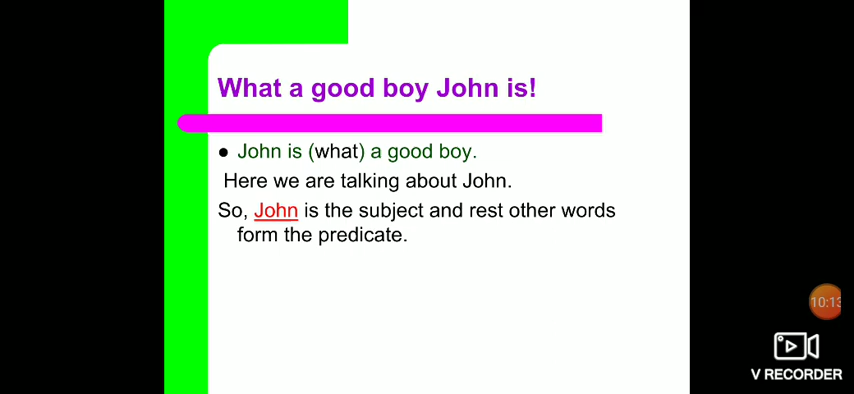 What a good boy John is!
● John is (what) a good boy.
Here we are talking about John.
So, John is the subject and rest other words
form the predicate.
10:13
V RECORDER